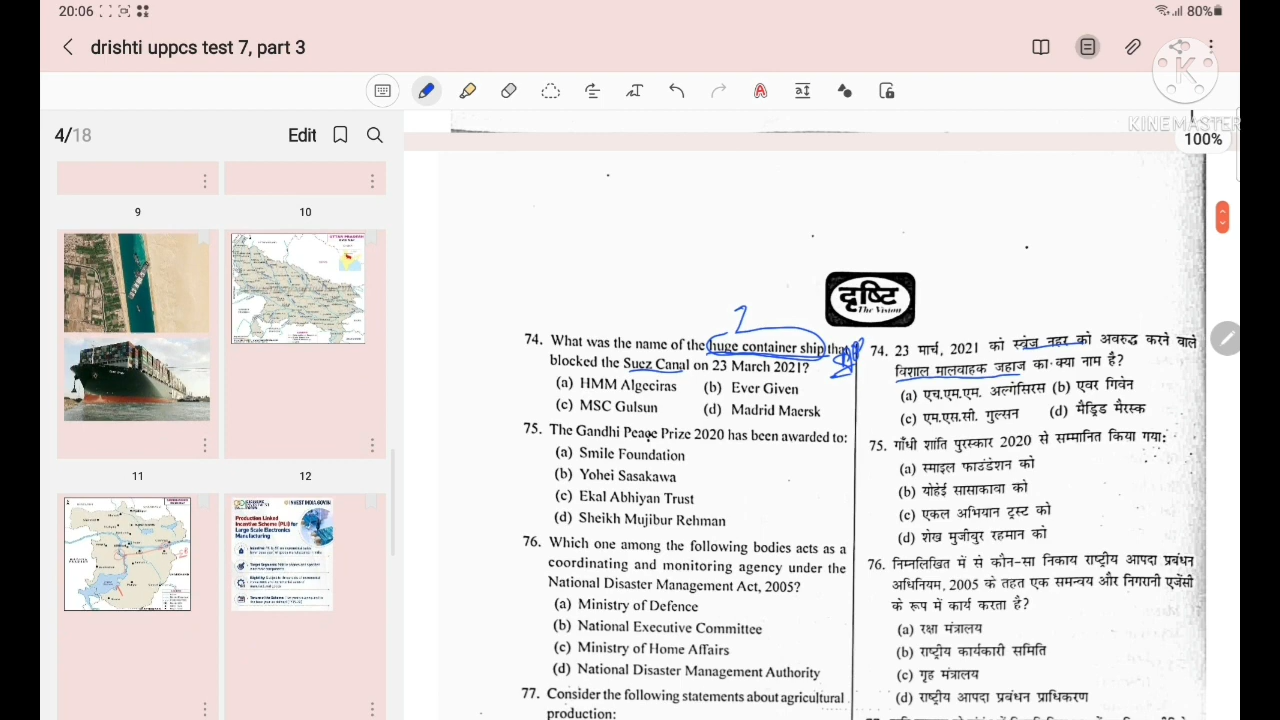 20:06
80%
drishti uppcs test 7, part 3
KINEMASTER
100%
4/18
Edit
9
10
11
12
दृष्टि
The Vision
74. What was the name of the huge container ship that
blocked the Suez Canal on 23 March 2021?
(a) HMM Algeciras (b) Ever Given
(c) MSC Gulsun (d) Madrid Maersk
75. The Gandhi Peace Prize 2020 has been awarded to:
(a) Smile Foundation
(b) Yohei Sasakawa
(c) Ekal Abhiyan Trust
(d) Sheikh Mujibur Rehman
76. Which one among the following bodies acts as a
coordinating and monitoring agency under the
National Disaster Management Act, 2005?
(a) Ministry of Defence
(b) National Executive Committee
(c) Ministry of Home Affairs
(d) National Disaster Management Authority
77. Consider the following statements about agricultural
production:
74. 23 मार्च, 2021 को स्वेज नहर को अवरुद्ध करने वाले
विशाल मालवाहक जहाज का क्या नाम है?
(a) एच.एम.एम. अल्गेसिरस (b) एवर गिवेन
(c) एम.एस.सी. गुल्सन (d) मैड्रिड मैरस्क
75. गाँधी शांति पुरस्कार 2020 से सम्मानित किया गया:
(a) स्माइल फाउंडेशन को
(b) योहेई सासाकावा को
(c) एकल अभियान ट्रस्ट को
(d) शेख मुजीबुर रहमान को
76. निम्नलिखित में से कौन-सा निकाय राष्ट्रीय आपदा प्रबंधन
अधिनियम, 2005 के तहत एक समन्वय और निगरानी एजेंसी
के रूप में कार्य करता है?
(a) रक्षा मंत्रालय
(b) राष्ट्रीय कार्यकारी समिति
(c) गृह मंत्रालय
(d) राष्ट्रीय आपदा प्रबंधन प्राधिकरण